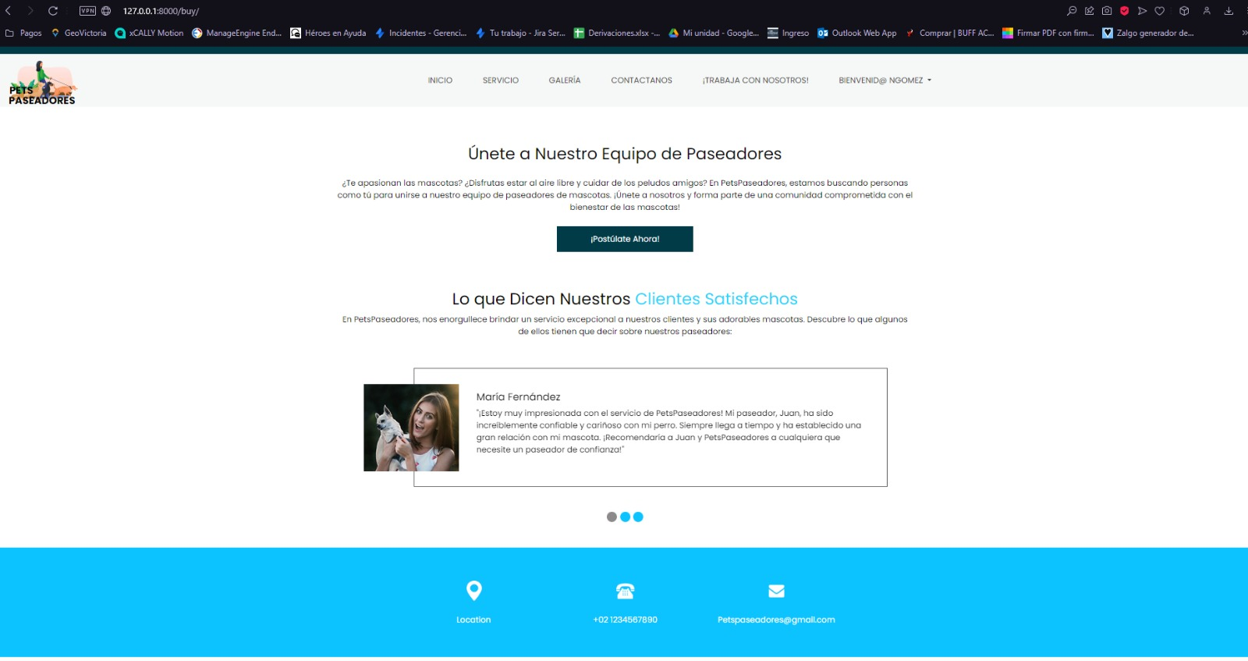 VPN
127.0.0.1:8000/buy/
Pagos
GeoVictoria
xCALLY Motion
ManageEngine End...
Héroes en Ayuda
Incidentes - Gerenci...
Tu trabajo - Jira Ser...
Derivaciones.xlsx -...
Mi unidad - Google...
Ingreso
Outlook Web App
Comprar | BUFF AC...
Firmar PDF con firm...
Zalgo generador de...
PETS
PASEADORES
INICIO
SERVICIO
GALERÍA
CONTACTANOS
¡TRABAJA CON NOSOTROS!
BIENVENID@ NGOMEZ
Únete a Nuestro Equipo de Paseadores
¿Te apasionan las mascotas? ¿Disfrutas estar al aire libre y cuidar de los peludos amigos? En PetsPaseadores, estamos buscando personas
como tú para unirse a nuestro equipo de paseadores de mascotas. ¡Únete a nosotros y forma parte de una comunidad comprometida con el
bienestar de las mascotas!
¡Postúlate Ahora!
Lo que Dicen Nuestros Clientes Satisfechos
En PetsPaseadores, nos enorgullece brindar un servicio excepcional a nuestros clientes y sus adorables mascotas. Descubre lo que algunos
de ellos tienen que decir sobre nuestros paseadores:
María Fernández
"¡Estoy muy impresionada con el servicio de PetsPaseadores! Mi paseador, Juan, ha sido
increíblemente confiable y cariñoso con mi perro. Siempre llega a tiempo y ha establecido una
gran relación con mi mascota. ¡Recomendaría a Juan y PetsPaseadores a cualquiera que
necesite un paseador de confianza!"
Location
+02 1234567890
Petspaseadores@gmail.com